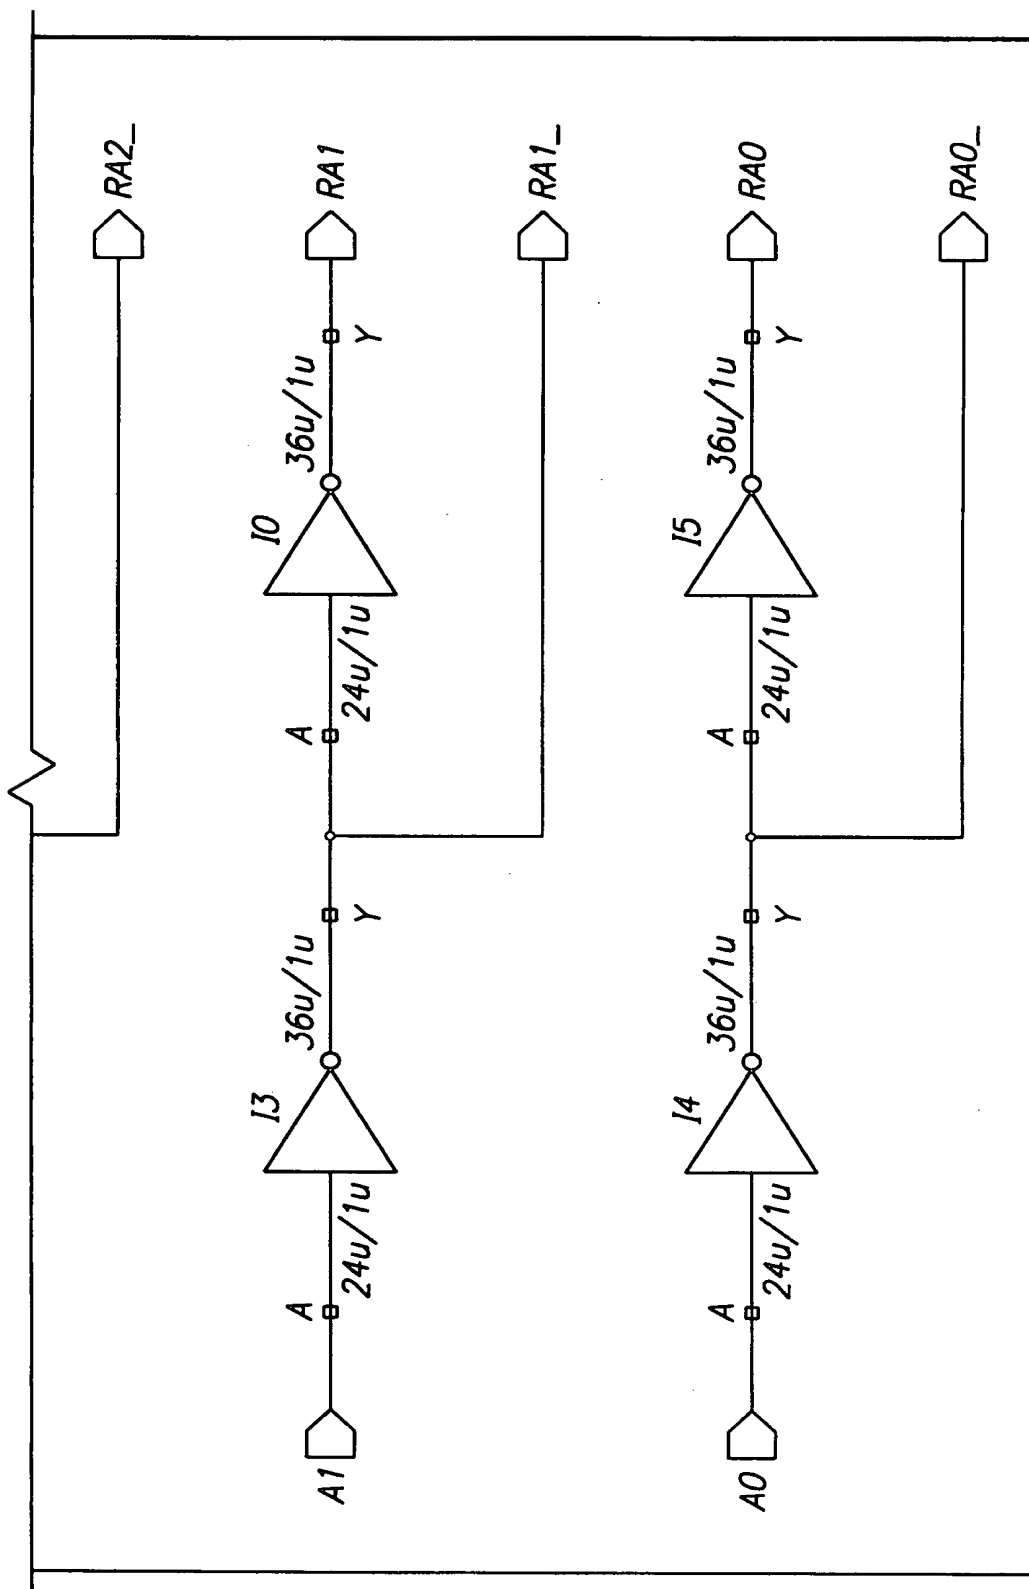 RA2_
A1
A
24u/1u
I3
36u/1u
Y
A
24u/1u
I0
36u/1u
Y
RA1
RA1_
A0
A
24u/1u
I4
36u/1u
Y
A
24u/1u
I5
36u/1u
Y
RA0
RA0_